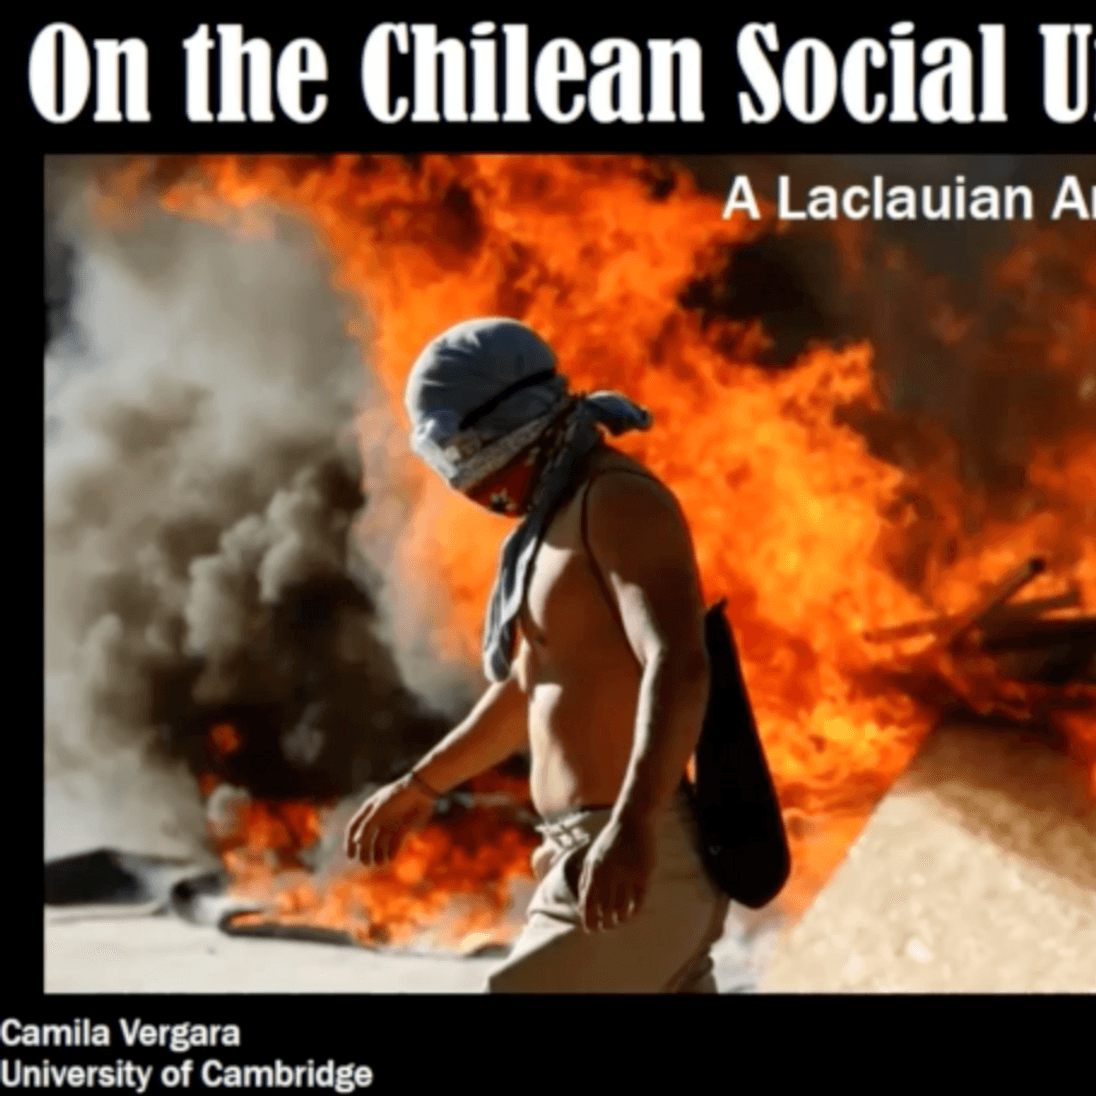 On the Chilean Social U
A Laclauian A
Camila Vergara
University of Cambridge